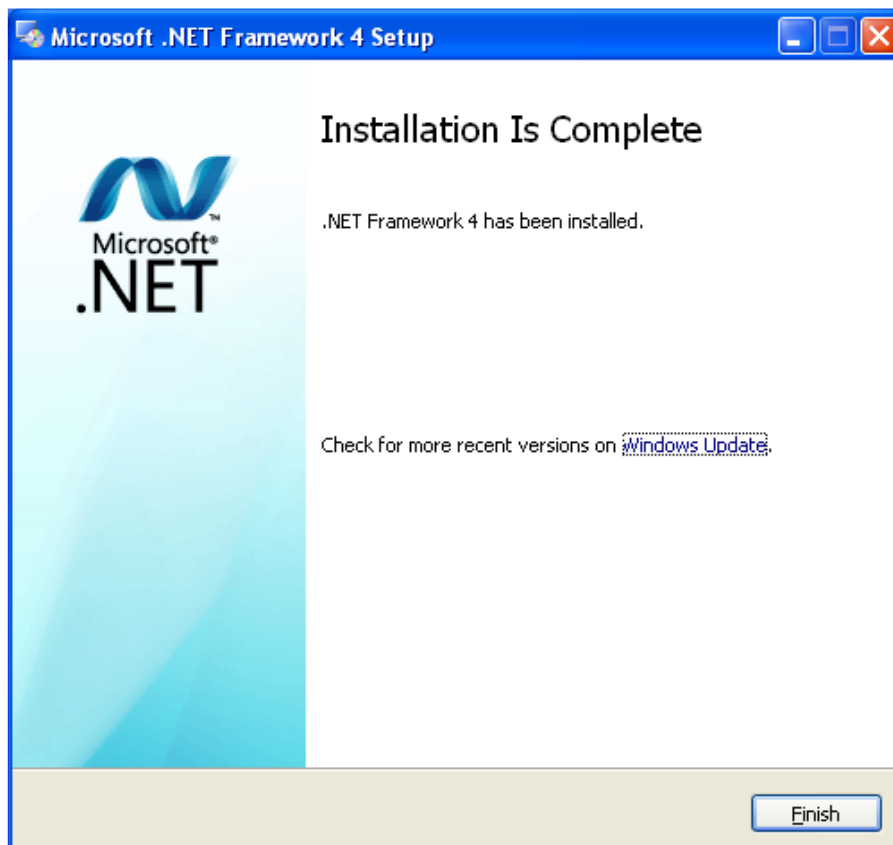 Microsoft .NET Framework 4 Setup
Installation Is Complete
Microsoft®
.NET
™
.NET Framework 4 has been installed.
Check for more recent versions on Windows Update.
Finish